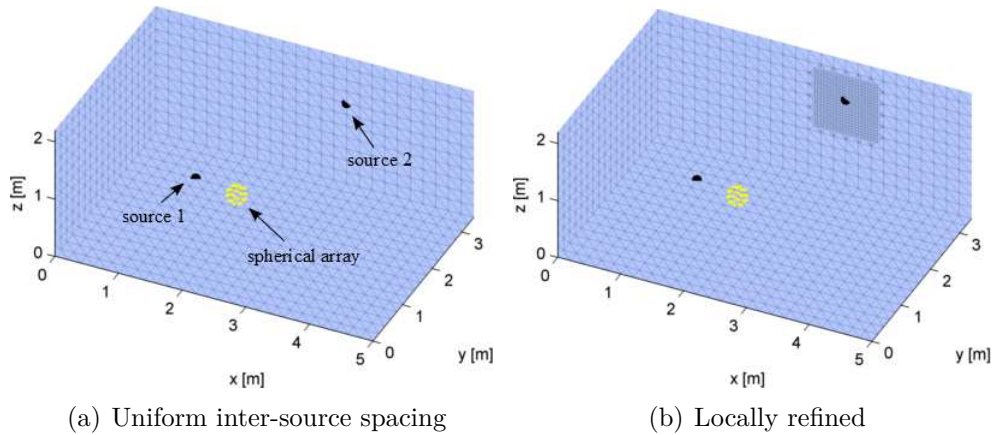 2
1
0
z [m]
0
1
2
3
4
5
x [m]
0
1
2
3
y [m]
source 1
source 2
spherical array
(a) Uniform inter-source spacing
2
1
0
z [m]
0
1
2
3
4
5
x [m]
0
1
2
3
y [m]
(b) Locally refined